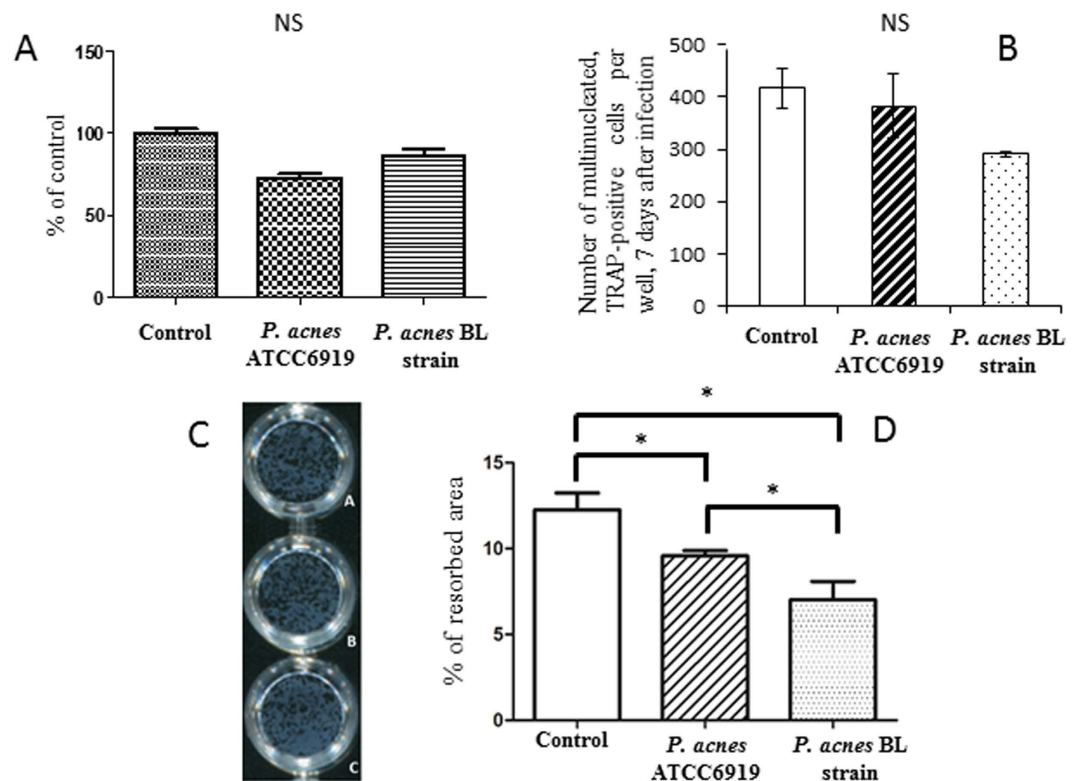 A
NS
150
100
50
0
% of control
Control
P. acnes
ATCC6919
P. acnes BL
strain
B
NS
500
400
300
200
100
0
Number of multinucleated,
TRAP-positive cells per
well, 7 days after infection
Control
P. acnes
ATCC6919
P. acnes BL
strain
C
A
B
C
D
*
*
*
15
10
5
0
% of resorbed area
Control
P. acnes
ATCC6919
P. acnes BL
strain